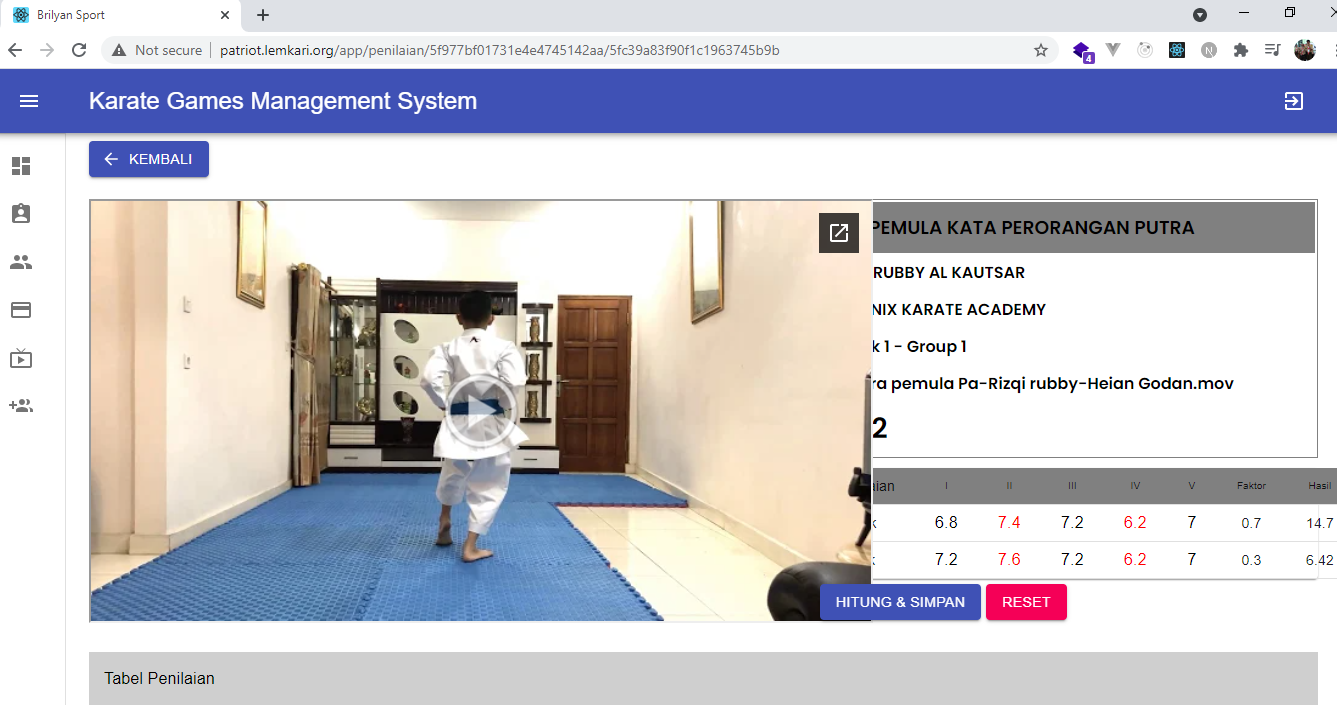 Brilyan Sport
Not secure patriot.lemkari.org/app/penilaian/5f977bf01731e4e4745142aa/5fc39a83f90f1c1963745b9b
4
N
Karate Games Management System
KEMBALI
PEMULA KATA PERORANGAN PUTRA
RUBBY AL KAUTSAR
NIX KARATE ACADEMY
k 1 - Group 1
ra pemula Pa-Rizqi rubby-Heian Godan.mov
2
aian I II III IV V Faktor Hasil
k 6.8 7.4 7.2 6.2 7 0.7 14.7
7.2 7.6 7.2 6.2 7 0.3 6.42
HITUNG & SIMPAN RESET
Tabel Penilaian